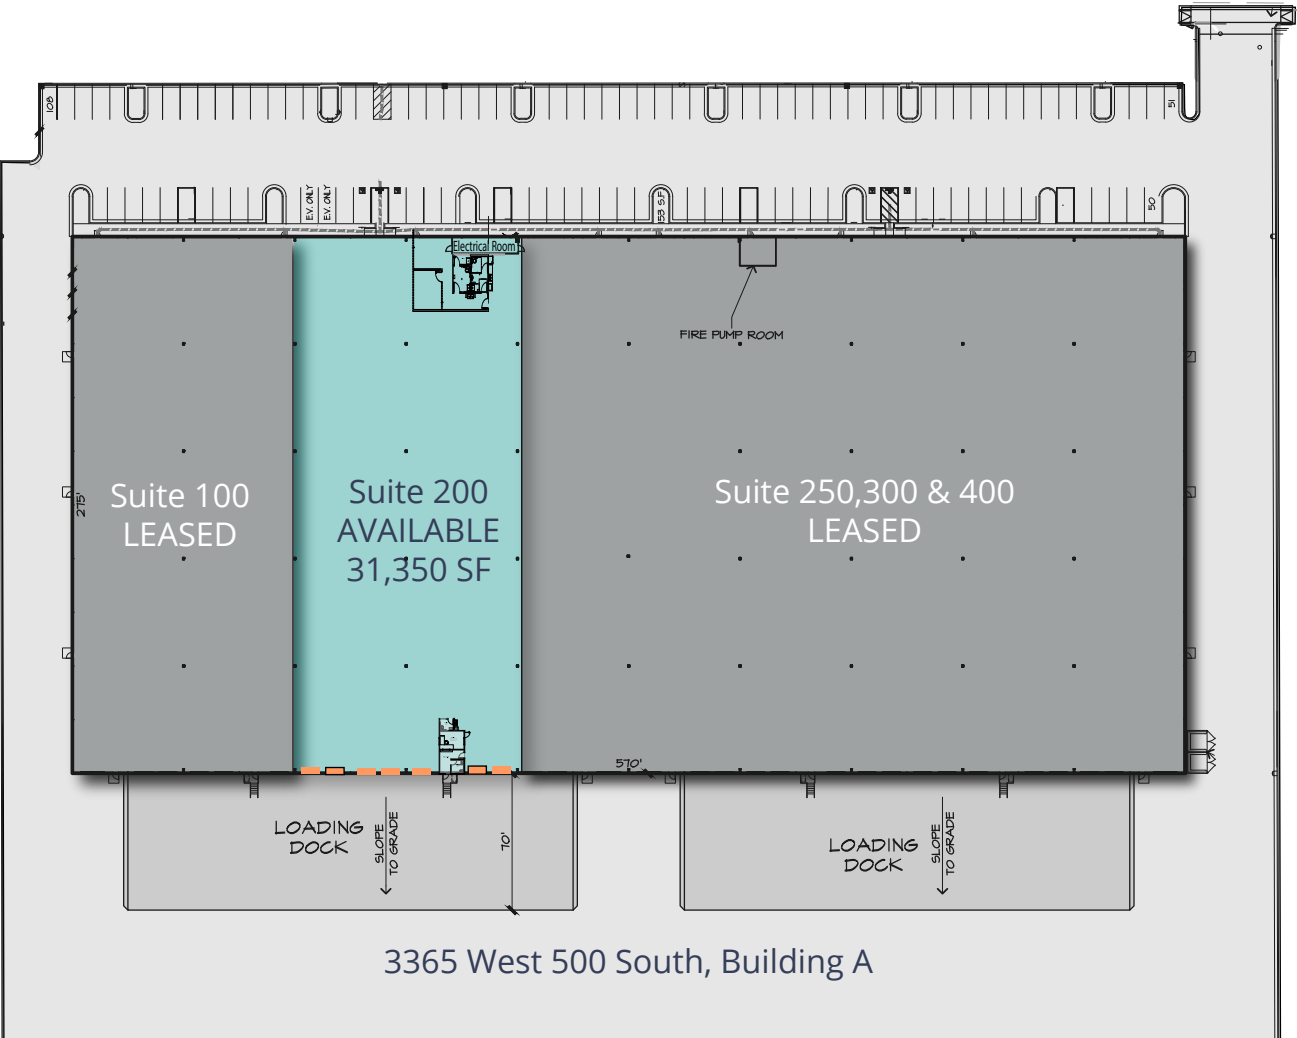 108
51
E.V. ONLY
E.V. ONLY
153 S.F.
50
Electrical Room
FIRE PUMP ROOM
275'
Suite 100
LEASED
Suite 200
AVAILABLE
31,350 SF
Suite 250,300 & 400
LEASED
570'
LOADING
DOCK
SLOPE
TO GRADE
70'
LOADING
DOCK
SLOPE
TO GRADE
3365 West 500 South, Building A